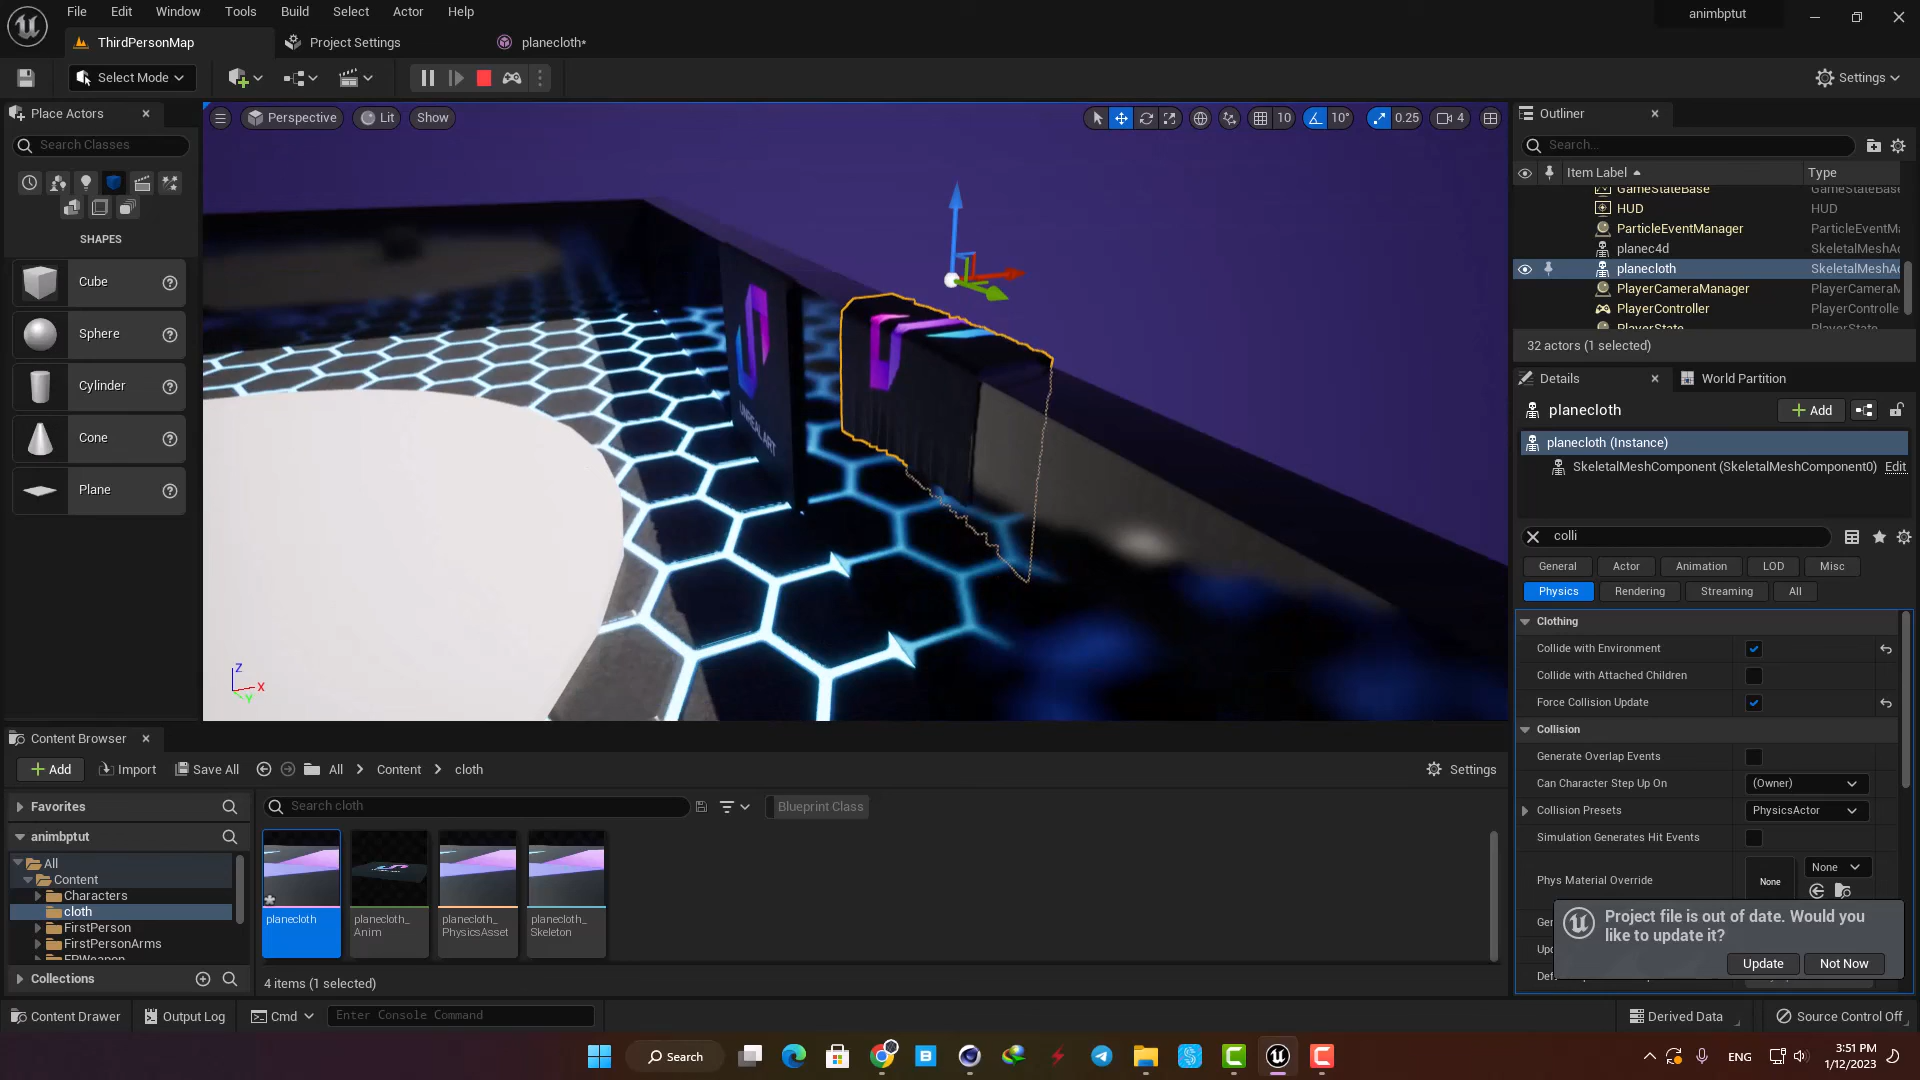 File Edit Window Tools Build Select Actor Help
animbptut
ThirdPersonMap Project Settings planecloth*
Select Mode
Settings
Place Actors
Search Classes
SHAPES
Cube
Sphere
Cylinder
Cone
Plane
Perspective Lit Show
10 10° 0.25 4
UNREALART
Z
X
Y
Outliner
Search...
Item Label Type
GameStateBase GameStateBase
HUD HUD
ParticleEventManager ParticleEventMa
planec4d SkeletalMeshAc
planecloth SkeletalMeshAc
PlayerCameraManager PlayerCameraM
PlayerController PlayerControlle
PlayerState PlayerState
32 actors (1 selected)
Details World Partition
planecloth Add
planecloth (Instance)
SkeletalMeshComponent (SkeletalMeshComponent0) Edit
colli
General Actor Animation LOD Misc
Physics Rendering Streaming All
Clothing
Collide with Environment
Collide with Attached Children
Force Collision Update
Collision
Generate Overlap Events
Can Character Step Up On (Owner)
Collision Presets PhysicsActor
Simulation Generates Hit Events
Phys Material Override None None
Project file is out of date. Would you
like to update it?
Update Not Now
Content Browser
Add Import Save All All Content cloth Settings
Favorites
Search cloth
Blueprint Class
animbptut
All
Content
Characters
cloth
FirstPerson
FirstPersonArms
FPWeapon
Collections
planecloth
planecloth_
Anim
planecloth_
PhysicsAsset
planecloth_
Skeleton
4 items (1 selected)
Content Drawer Output Log Cmd Enter Console Command Derived Data Source Control Off
Search
ENG
3:51 PM
1/12/2023